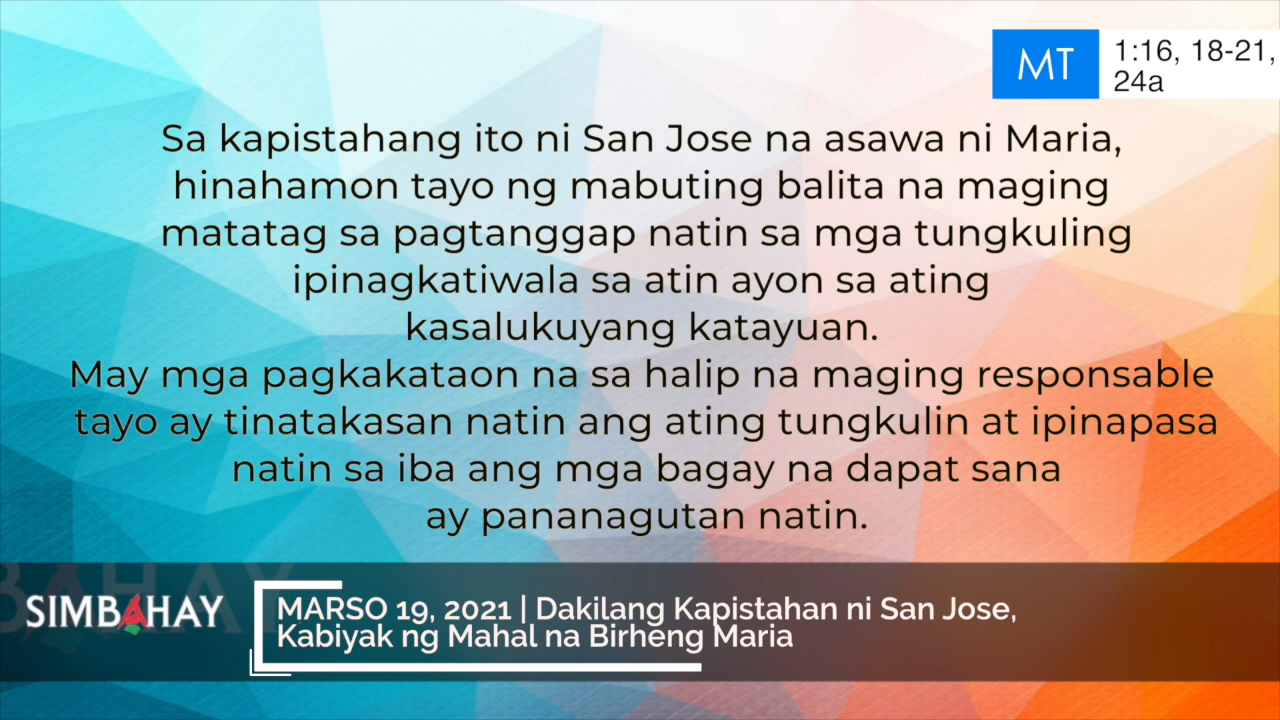 MT
1:16, 18-21,
24a
Sa kapistahang ito ni San Jose na asawa ni Maria,
hinahamon tayo ng mabuting balita na maging
matatag sa pagtanggap natin sa mga tungkuling
ipinagkatiwala sa atin ayon sa ating
kasalukuyang katayuan.
May mga pagkakataon na sa halip na maging responsable
tayo ay tinatakasan natin ang ating tungkulin at ipinapasa
natin sa iba ang mga bagay na dapat sana
ay pananagutan natin.
SIMBAHAY
MARSO 19, 2021 | Dakilang Kapistahan ni San Jose,
Kabiyak ng Mahal na Birheng Maria